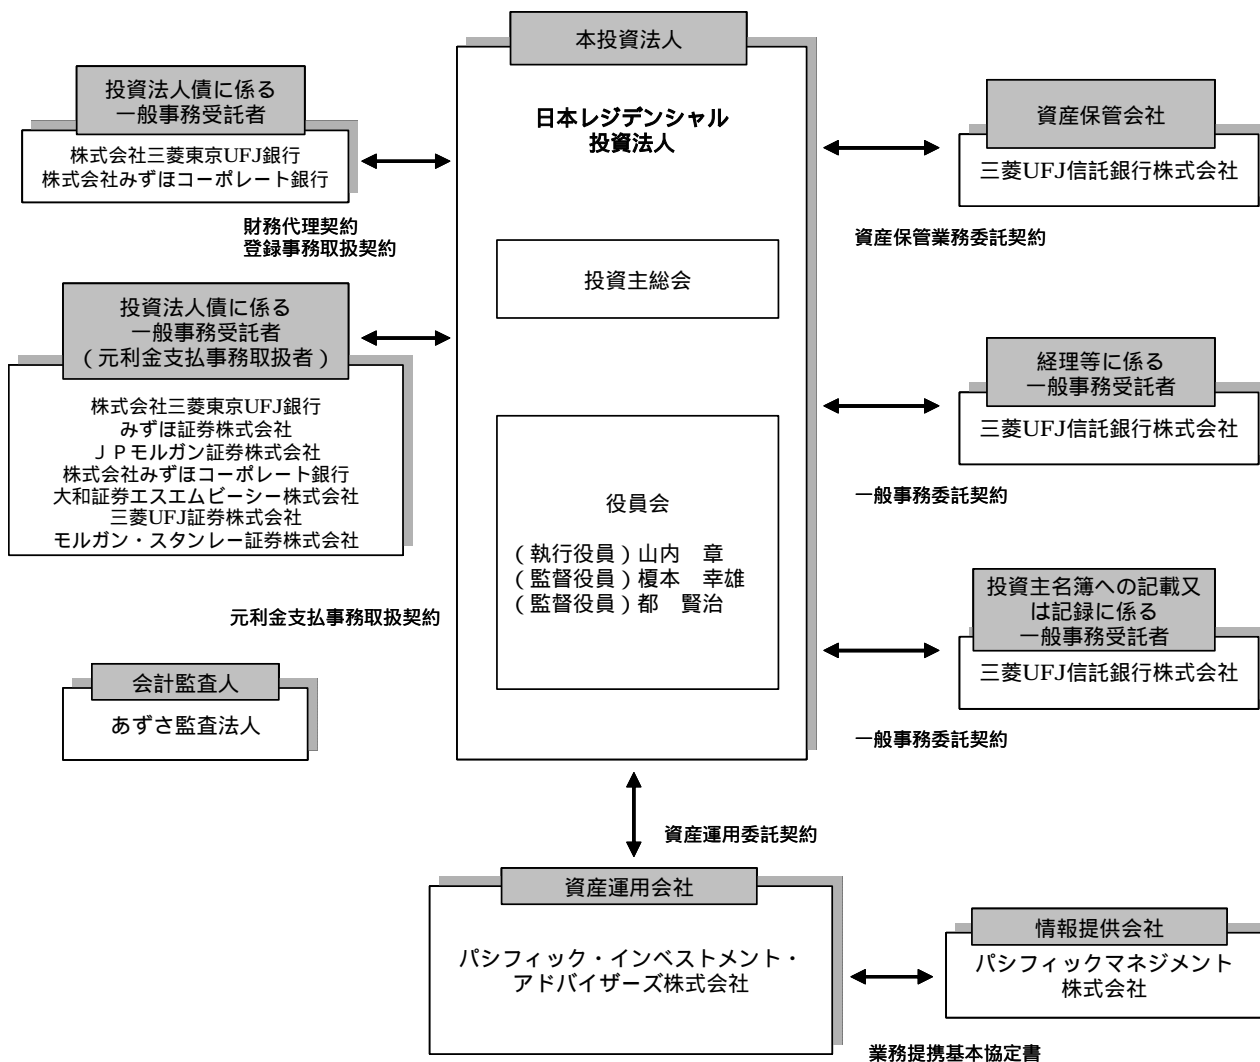 本投資法人
日本レジデンシャル
投資法人
投資主総会
役員会
（執行役員）山内　章
（監督役員）榎本　幸雄
（監督役員）都　賢治
投資法人債に係る
一般事務受託者
株式会社三菱東京UFJ銀行
株式会社みずほコーポレート銀行
財務代理契約
登録事務取扱契約
投資法人債に係る
一般事務受託者
（元利金支払事務取扱者）
株式会社三菱東京UFJ銀行
みずほ証券株式会社
ＪＰモルガン証券株式会社
株式会社みずほコーポレート銀行
大和証券エスエムビーシー株式会社
三菱UFJ証券株式会社
モルガン・スタンレー証券株式会社
元利金支払事務取扱契約
会計監査人
あずさ監査法人
資産保管会社
三菱UFJ信託銀行株式会社
資産保管業務委託契約
経理等に係る
一般事務受託者
三菱UFJ信託銀行株式会社
一般事務委託契約
投資主名簿への記載又
は記録に係る
一般事務受託者
三菱UFJ信託銀行株式会社
一般事務委託契約
資産運用委託契約
資産運用会社
パシフィック・インベストメント・
アドバイザーズ株式会社
情報提供会社
パシフィックマネジメント
株式会社
業務提携基本協定書